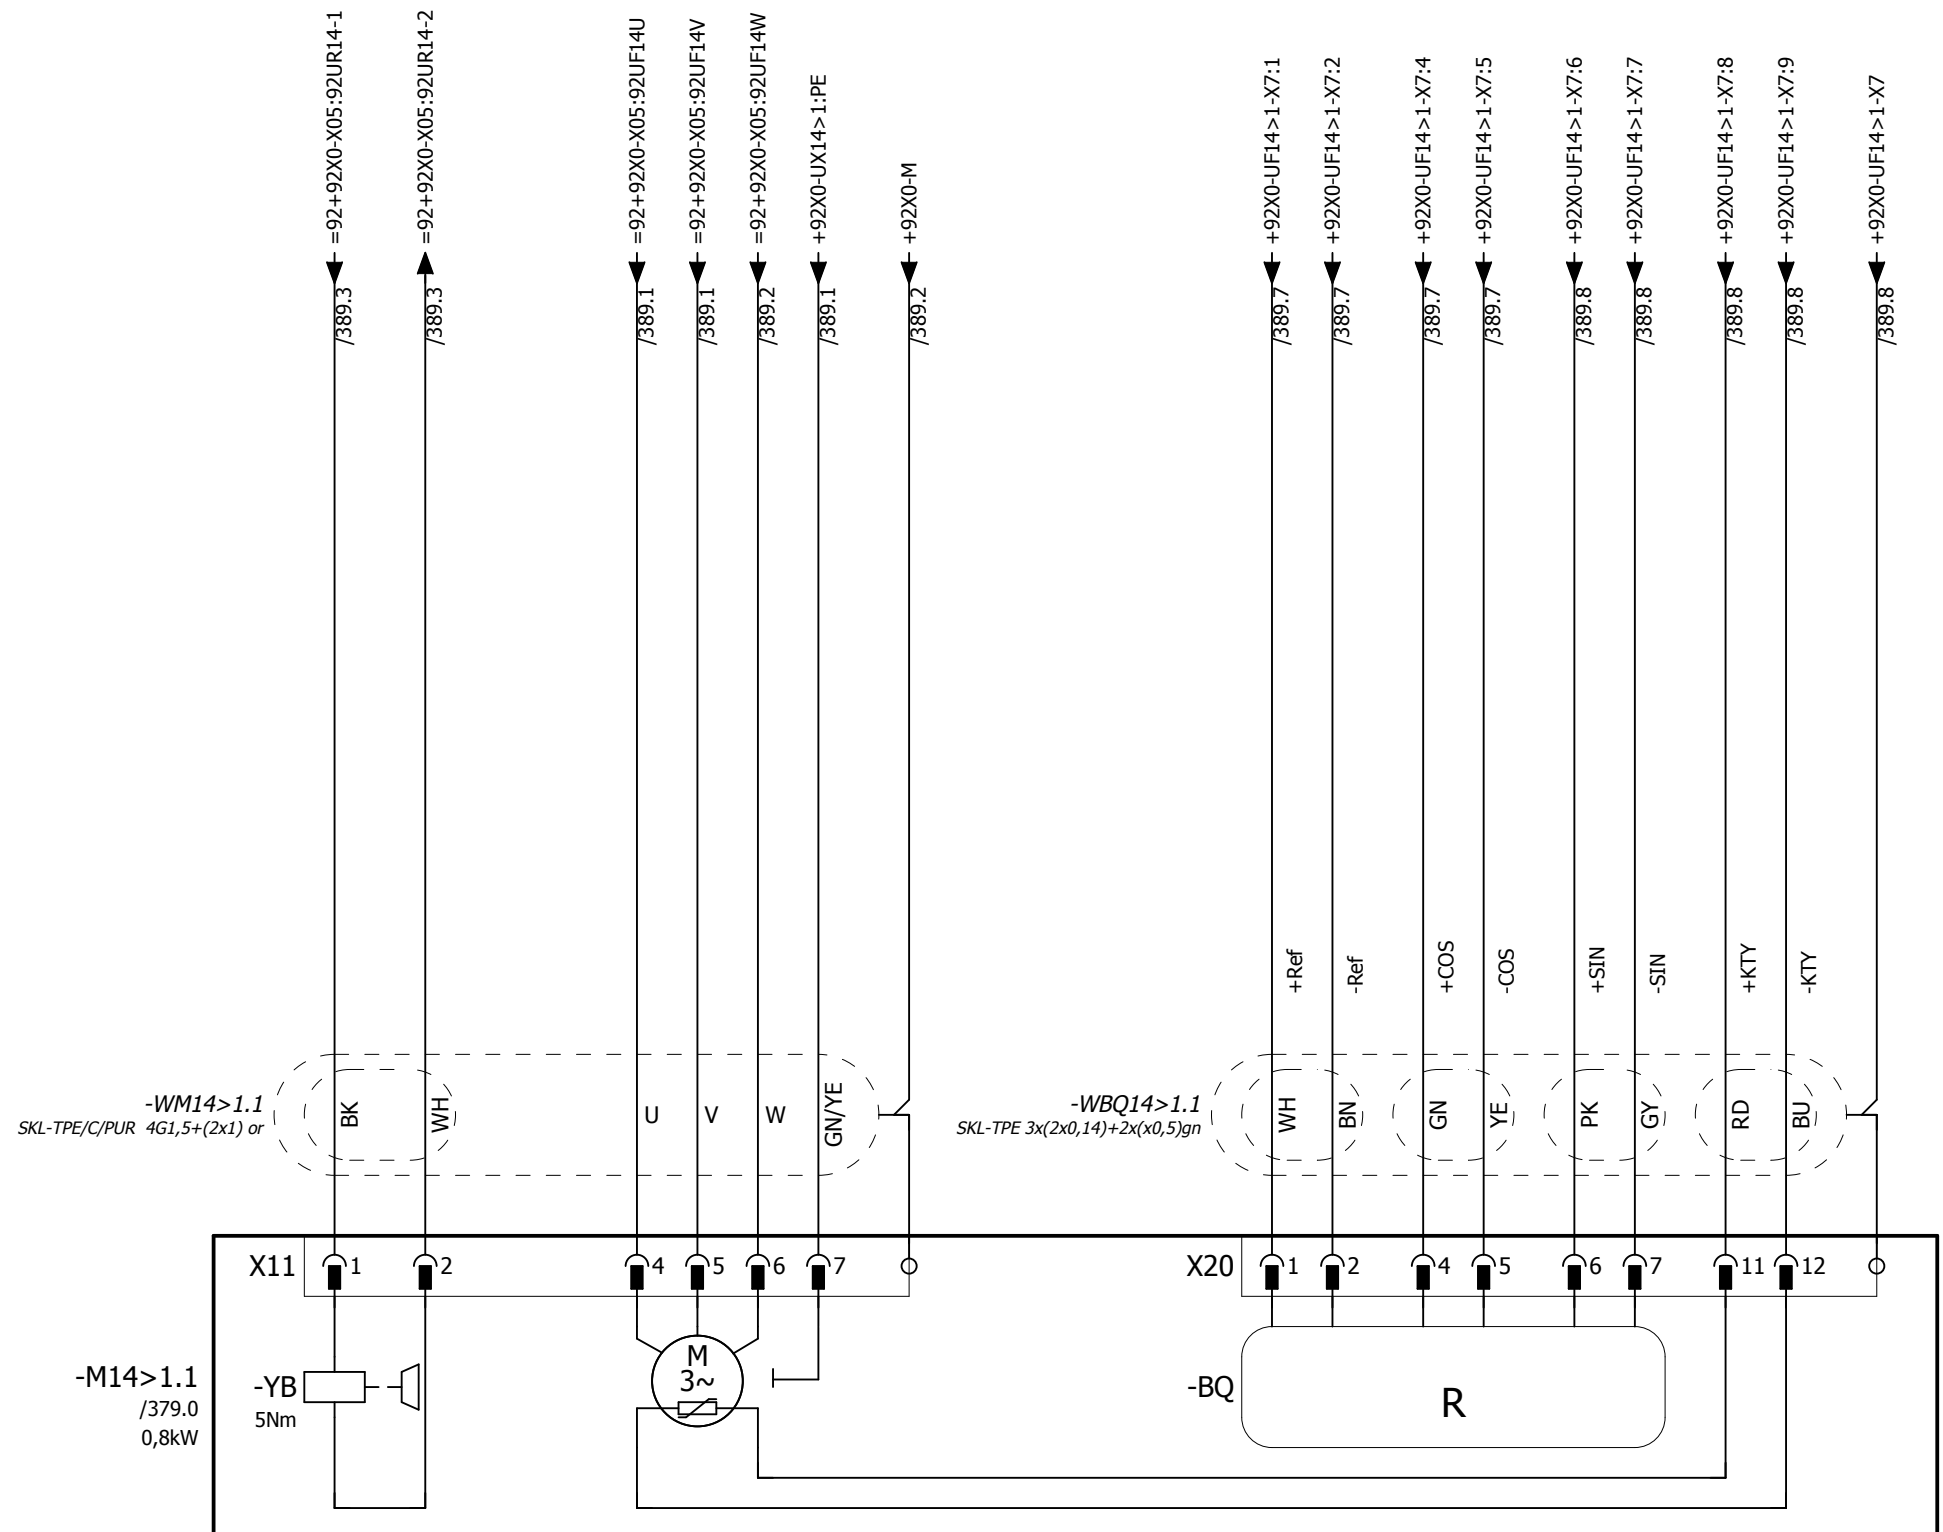 =92+92X0-X05:92UR14-1
=92+92X0-X05:92UR14-2
=92+92X0-X05:92UF14U
=92+92X0-X05:92UF14V
=92+92X0-X05:92UF14W
+92X0-UX14>1:PE
+92X0-M
+92X0-UF14>1-X7:1
+92X0-UF14>1-X7:2
+92X0-UF14>1-X7:4
+92X0-UF14>1-X7:5
+92X0-UF14>1-X7:6
+92X0-UF14>1-X7:7
+92X0-UF14>1-X7:8
+92X0-UF14>1-X7:9
+92X0-UF14>1-X7
/389.3
/389.3
/389.1
/389.1
/389.2
/389.1
/389.2
/389.7
/389.7
/389.7
/389.7
/389.8
/389.8
/389.8
/389.8
/389.8
+Ref
-Ref
+COS
-COS
+SIN
-SIN
+KTY
-KTY
-WM14>1.1
SKL-TPE/C/PUR 4G1,5+(2x1) or
BK
WH
U
V
W
GN/YE
-WBQ14>1.1
SKL-TPE 3x(2x0,14)+2x(x0,5)gn
WH
BN
GN
YE
PK
GY
RD
BU
X11
1
2
4
5
6
7
X20
1
2
4
5
6
7
11
12
-M14>1.1
/379.0
0,8kW
-YB
5Nm
M
3~
-BQ
R